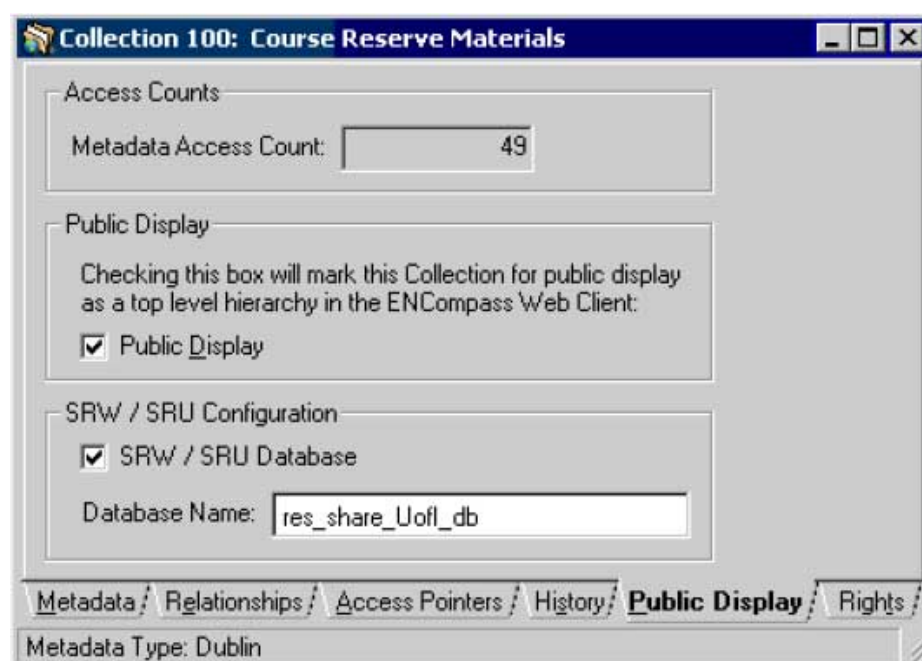 Collection 100: Course Reserve Materials
Access Counts
Metadata Access Count: 49
Public Display
Checking this box will mark this Collection for public display
as a top level hierarchy in the ENCompass Web Client:
Public Display
SRW / SRU Configuration
SRW / SRU Database
Database Name: res_share_UofI_db
Metadata Relationships Access Pointers History Public Display Rights
Metadata Type: Dublin